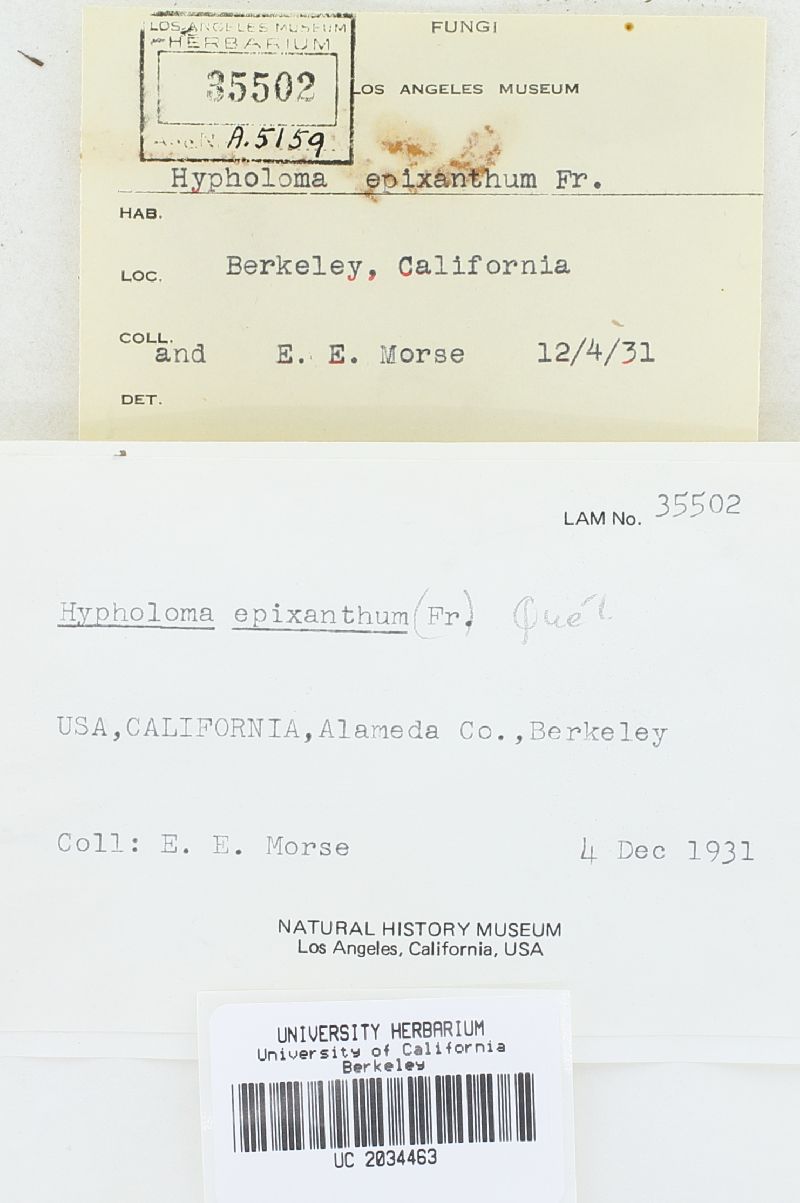 LOS ANGELES MUSEUM
HERBARIUM
35502
A.5159
FUNGI
LOS ANGELES MUSEUM
Hypholoma epixanthum Fr.
HAB.
LOC. Berkeley, California
COLL. and E. E. Morse 12/4/31
DET.
LAM No. 35502
Hypholoma epixanthum (Fr.) Quél
USA,CALIFORNIA,Alameda Co.,Berkeley
Coll: E. E. Morse 4 Dec 1931
NATURAL HISTORY MUSEUM
Los Angeles, California, USA
UNIVERSITY HERBARIUM
University of California
Berkeley
UC 2034463